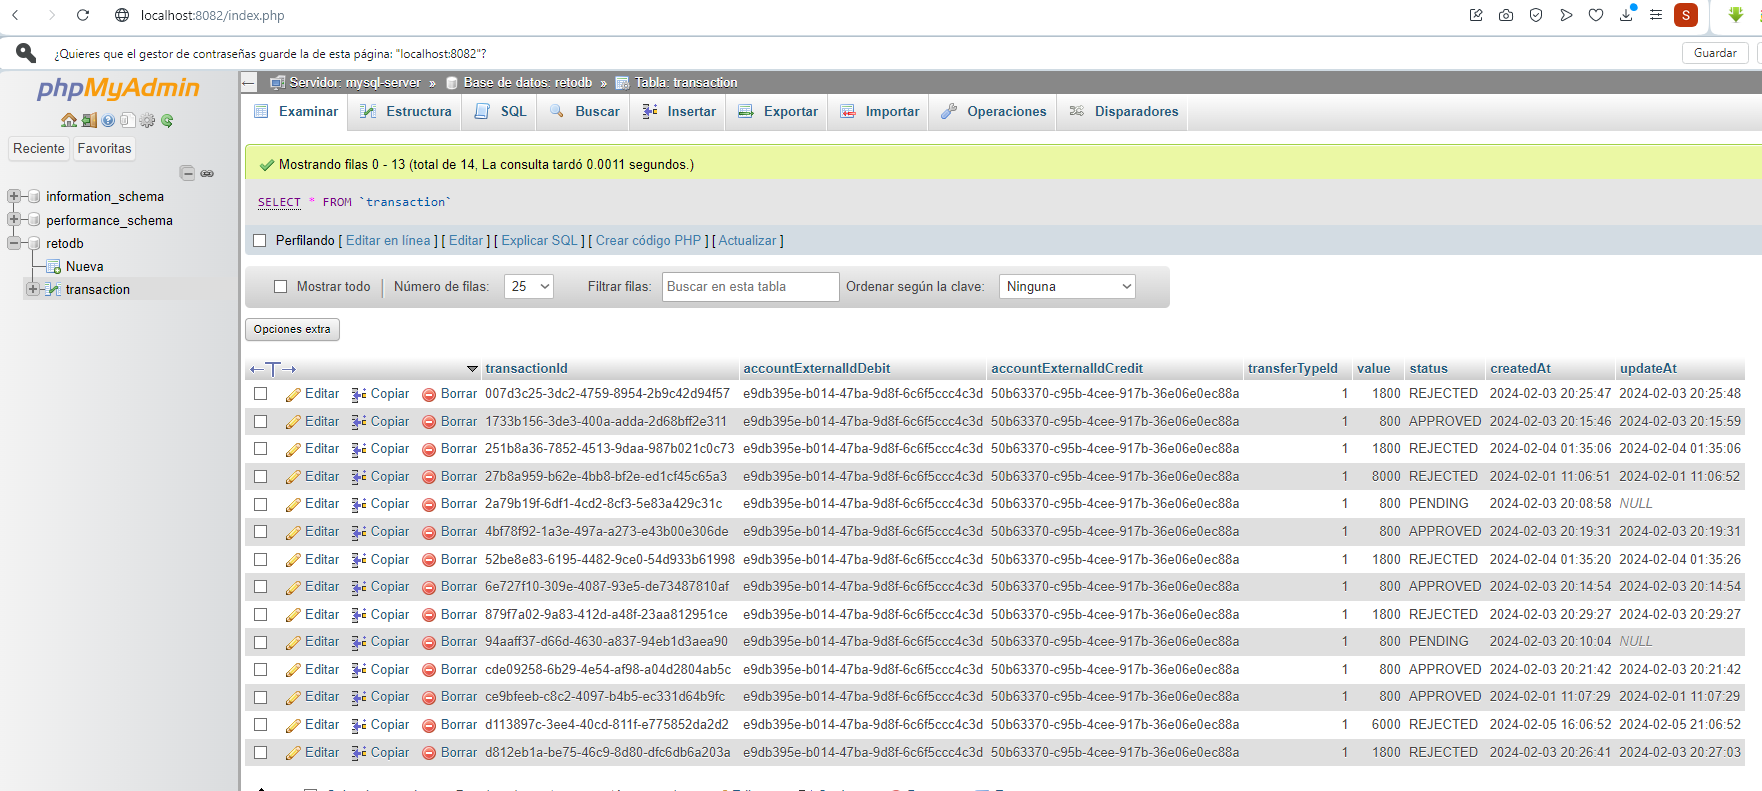 localhost:8082/index.php
S
¿Quieres que el gestor de contraseñas guarde la de esta página: "localhost:8082"?
Guardar
phpMyAdmin
Reciente
Favoritas
information_schema
performance_schema
retodb
Nueva
transaction
Servidor: mysql-server » Base de datos: retodb » Tabla: transaction
Examinar Estructura SQL Buscar Insertar Exportar Importar Operaciones Disparadores
Mostrando filas 0 - 13 (total de 14, La consulta tardó 0.0011 segundos.)
SELECT * FROM `transaction`
Perfilando [ Editar en línea ] [ Editar ] [ Explicar SQL ] [ Crear código PHP ] [ Actualizar ]
Mostrar todo Número de filas: 25 Filtrar filas: Buscar en esta tabla Ordenar según la clave: Ninguna
Opciones extra
transactionId accountExternalIdDebit accountExternalIdCredit transferTypeId value status createdAt updateAt
Editar Copiar Borrar 007d3c25-3dc2-4759-8954-2b9c42d94f57 e9db395e-b014-47ba-9d8f-6c6f5ccc4c3d 50b63370-c95b-4cee-917b-36e06e0ec88a 1 1800 REJECTED 2024-02-03 20:25:47 2024-02-03 20:25:48
Editar Copiar Borrar 1733b156-3de3-400a-adda-2d68bff2e311 e9db395e-b014-47ba-9d8f-6c6f5ccc4c3d 50b63370-c95b-4cee-917b-36e06e0ec88a 1 800 APPROVED 2024-02-03 20:15:46 2024-02-03 20:15:59
Editar Copiar Borrar 251b8a36-7852-4513-9daa-987b021c0c73 e9db395e-b014-47ba-9d8f-6c6f5ccc4c3d 50b63370-c95b-4cee-917b-36e06e0ec88a 1 1800 REJECTED 2024-02-04 01:35:06 2024-02-04 01:35:06
Editar Copiar Borrar 27b8a959-b62e-4bb8-bf2e-ed1cf45c65a3 e9db395e-b014-47ba-9d8f-6c6f5ccc4c3d 50b63370-c95b-4cee-917b-36e06e0ec88a 1 8000 REJECTED 2024-02-01 11:06:51 2024-02-01 11:06:52
Editar Copiar Borrar 2a79b19f-6df1-4cd2-8cf3-5e83a429c31c e9db395e-b014-47ba-9d8f-6c6f5ccc4c3d 50b63370-c95b-4cee-917b-36e06e0ec88a 1 800 PENDING 2024-02-03 20:08:58 NULL
Editar Copiar Borrar 4bf78f92-1a3e-497a-a273-e43b00e306de e9db395e-b014-47ba-9d8f-6c6f5ccc4c3d 50b63370-c95b-4cee-917b-36e06e0ec88a 1 800 APPROVED 2024-02-03 20:19:31 2024-02-03 20:19:31
Editar Copiar Borrar 52be8e83-6195-4482-9ce0-54d933b61998 e9db395e-b014-47ba-9d8f-6c6f5ccc4c3d 50b63370-c95b-4cee-917b-36e06e0ec88a 1 1800 REJECTED 2024-02-04 01:35:20 2024-02-04 01:35:26
Editar Copiar Borrar 6e727f10-309e-4087-93e5-de73487810af e9db395e-b014-47ba-9d8f-6c6f5ccc4c3d 50b63370-c95b-4cee-917b-36e06e0ec88a 1 800 APPROVED 2024-02-03 20:14:54 2024-02-03 20:14:54
Editar Copiar Borrar 879f7a02-9a83-412d-a48f-23aa812951ce e9db395e-b014-47ba-9d8f-6c6f5ccc4c3d 50b63370-c95b-4cee-917b-36e06e0ec88a 1 1800 REJECTED 2024-02-03 20:29:27 2024-02-03 20:29:27
Editar Copiar Borrar 94aaff37-d66d-4630-a837-94eb1d3aea90 e9db395e-b014-47ba-9d8f-6c6f5ccc4c3d 50b63370-c95b-4cee-917b-36e06e0ec88a 1 800 PENDING 2024-02-03 20:10:04 NULL
Editar Copiar Borrar cde09258-6b29-4e54-af98-a04d2804ab5c e9db395e-b014-47ba-9d8f-6c6f5ccc4c3d 50b63370-c95b-4cee-917b-36e06e0ec88a 1 800 APPROVED 2024-02-03 20:21:42 2024-02-03 20:21:42
Editar Copiar Borrar ce9bfeeb-c8c2-4097-b4b5-ec331d64b9fc e9db395e-b014-47ba-9d8f-6c6f5ccc4c3d 50b63370-c95b-4cee-917b-36e06e0ec88a 1 800 APPROVED 2024-02-01 11:07:29 2024-02-01 11:07:29
Editar Copiar Borrar d113897c-3ee4-40cd-811f-e775852da2d2 e9db395e-b014-47ba-9d8f-6c6f5ccc4c3d 50b63370-c95b-4cee-917b-36e06e0ec88a 1 6000 REJECTED 2024-02-05 16:06:52 2024-02-05 21:06:52
Editar Copiar Borrar d812eb1a-be75-46c9-8d80-dfc6db6a203a e9db395e-b014-47ba-9d8f-6c6f5ccc4c3d 50b63370-c95b-4cee-917b-36e06e0ec88a 1 1800 REJECTED 2024-02-03 20:26:41 2024-02-03 20:27:03